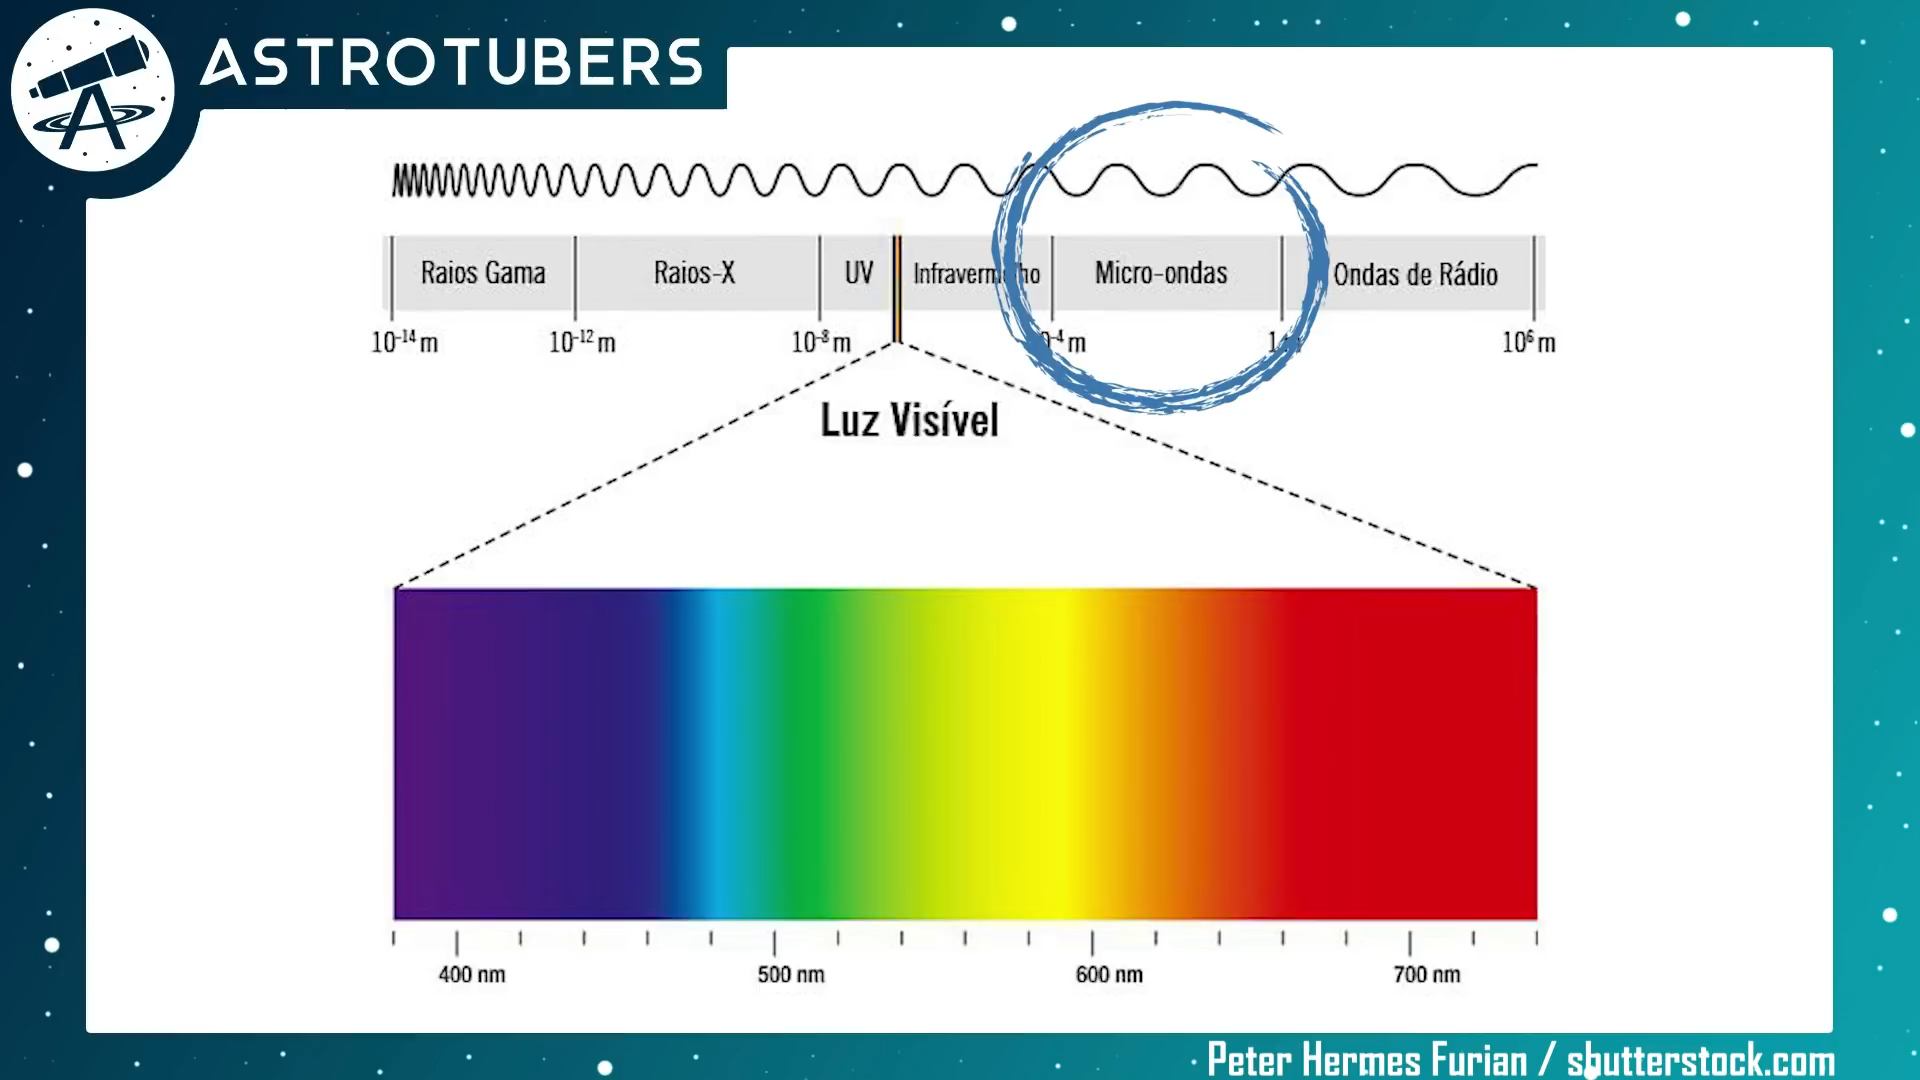 ASTROTUBERS
Raios Gama Raios-X UV Micro-ondas Ondas de Rádio
10⁻¹⁴ m 10⁻¹² m 10⁻⁸ m 10⁶ m
Luz Visível
400 nm 500 nm 600 nm 700 nm
Peter Hermes Furian / shutterstock.com